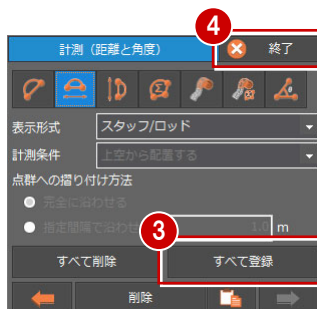 4
計測（距離と角度）
終了
表示形式
スタッフ/ロッド
計測条件
上空から配置する
点群への摺り付け方法
完全に沿わせる
指定間隔で沿わせ
1.0 m
3
すべて削除
すべて登録
削除